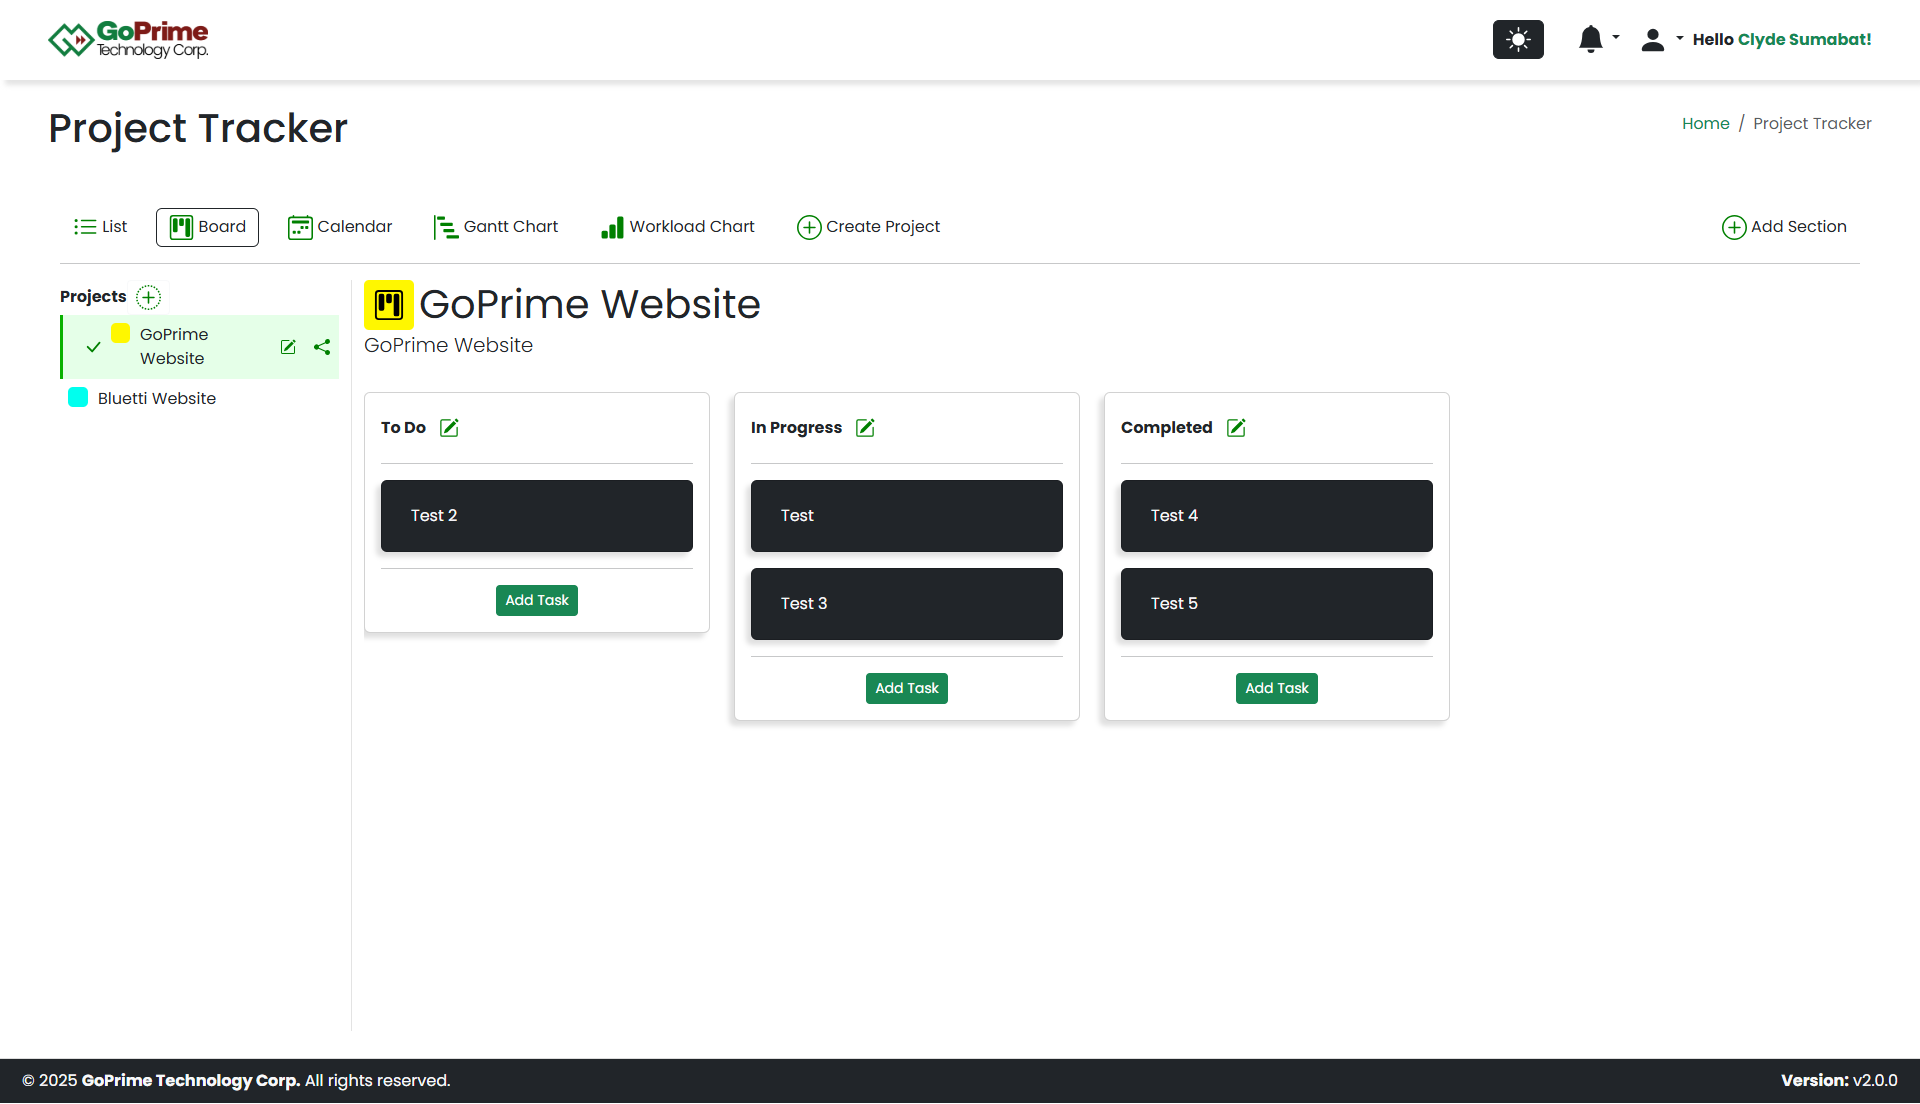 GoPrime
Technology Corp.
Hello Clyde Sumabat!
Project Tracker
Home / Project Tracker
List
Board
Calendar
Gantt Chart
Workload Chart
Create Project
Add Section
Projects
GoPrime
Website
Bluetti Website
GoPrime Website
GoPrime Website
To Do
Test 2
Add Task
In Progress
Test
Test 3
Add Task
Completed
Test 4
Test 5
Add Task
© 2025 GoPrime Technology Corp. All rights reserved.
Version: v2.0.0